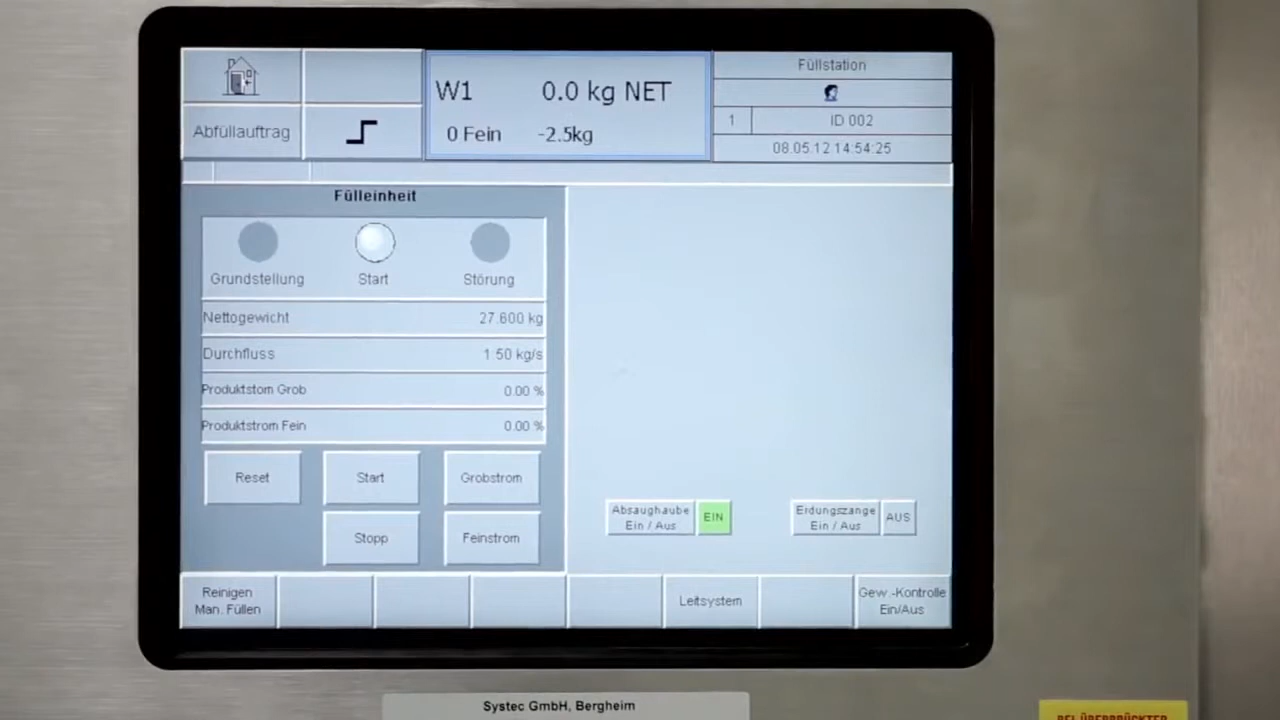 Abfüllauftrag
W1 0.0 kg NET
0 Fein -2.5kg
Füllstation
1 ID 002
08.05.12 14:54:25
Fülleinheit
Grundstellung Start Störung
Nettogewicht 27.600 kg
Durchfluss 1.50 kg/s
Produktstom Grob 0.00 %
Produktstrom Fein 0.00 %
Reset Start Grobstrom
Stopp Feinstrom
Absaughaube
Ein / Aus
EIN
Erdungszange
Ein / Aus
AUS
Reinigen
Man. Füllen
Leitsystem
Gew.-Kontrolle
Ein/Aus
Systec GmbH, Bergheim